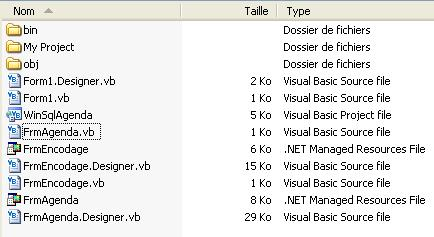 Nom Taille Type
bin Dossier de fichiers
My Project Dossier de fichiers
obj Dossier de fichiers
Form1.Designer.vb 2 Ko Visual Basic Source file
Form1.vb 1 Ko Visual Basic Source file
WinSqlAgenda 5 Ko Visual Basic Project file
FrmAgenda.vb 1 Ko Visual Basic Source file
FrmEncodage 6 Ko .NET Managed Resources File
FrmEncodage.Designer.vb 15 Ko Visual Basic Source file
FrmEncodage.vb 1 Ko Visual Basic Source file
FrmAgenda 8 Ko .NET Managed Resources File
FrmAgenda.Designer.vb 29 Ko Visual Basic Source file